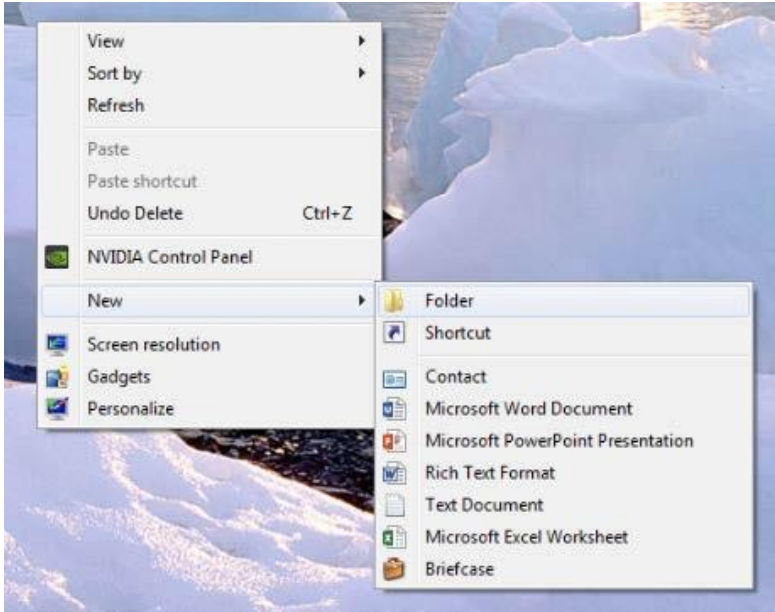 View
Sort by
Refresh
Paste
Paste shortcut
Undo Delete Ctrl+Z
NVIDIA Control Panel
New
Screen resolution
Gadgets
Personalize
Folder
Shortcut
Contact
Microsoft Word Document
Microsoft PowerPoint Presentation
Rich Text Format
Text Document
Microsoft Excel Worksheet
Briefcase